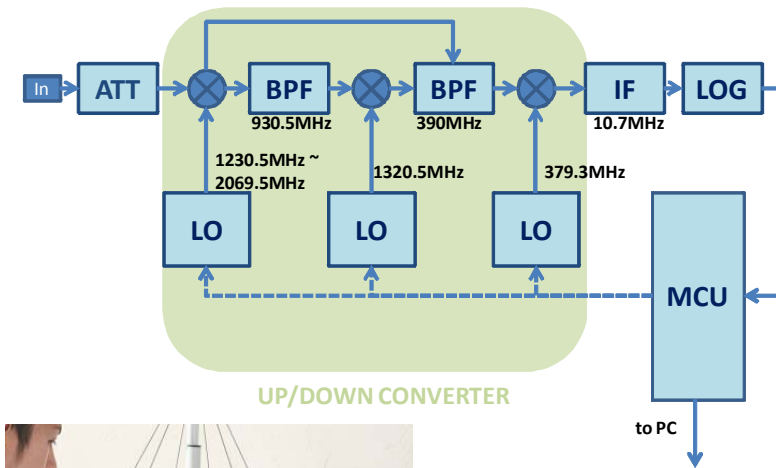 In
ATT
BPF
BPF
IF
LOG
930.5MHz
390MHz
10.7MHz
1230.5MHz ~
2069.5MHz
1320.5MHz
379.3MHz
LO
LO
LO
MCU
UP/DOWN CONVERTER
to PC